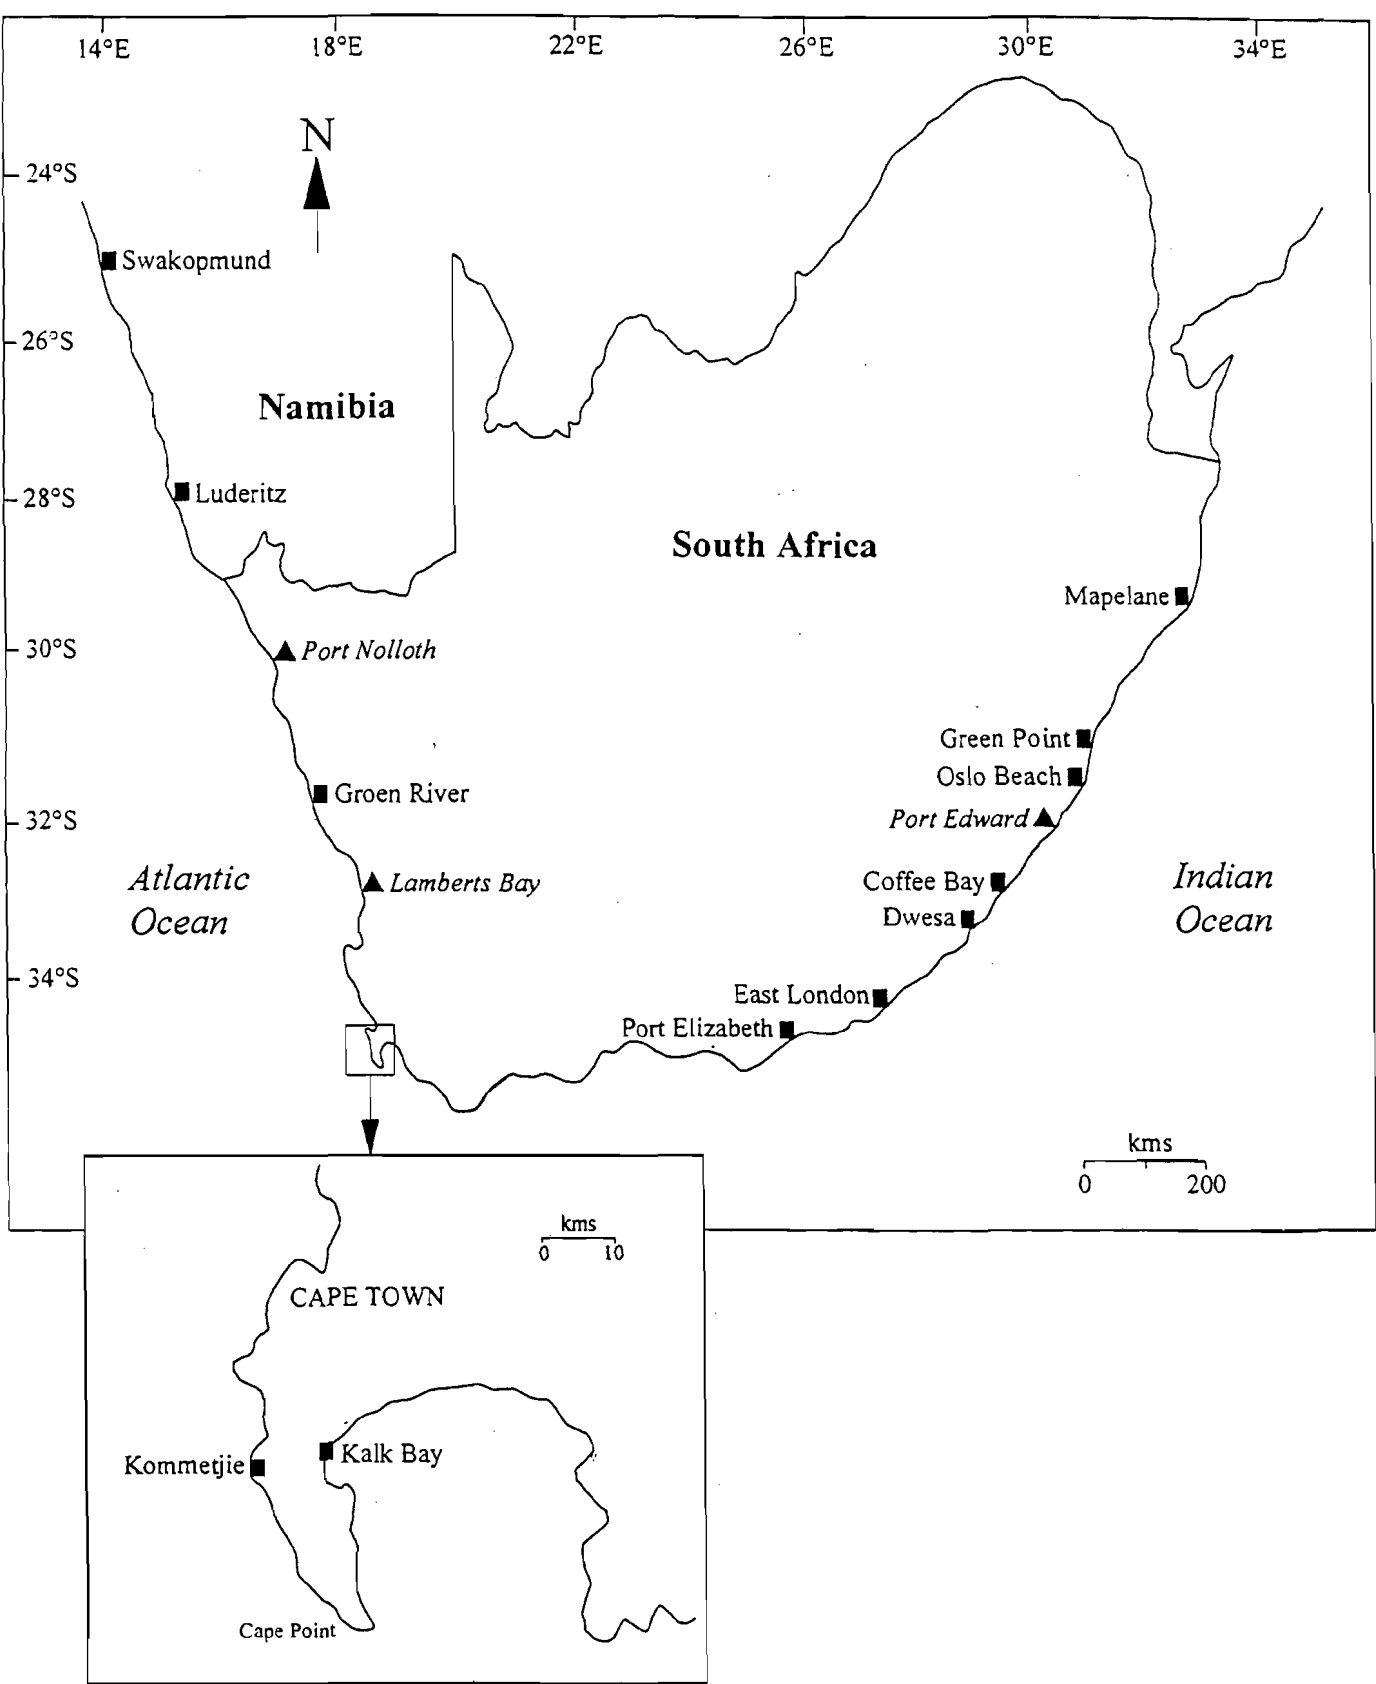 14°E 18°E 22°E 26°E 30°E 34°E
N
24°S
Swakopmund
26°S
Namibia
28°S
Luderitz
South Africa
Mapelane
30°S
Port Nolloth
Green Point
Oslo Beach
Groen River
32°S
Port Edward
Atlantic
Ocean
Lamberts Bay
Coffee Bay
Indian
Ocean
Dwesa
34°S
East London
Port Elizabeth
kms
0 200
kms
0 10
CAPE TOWN
Kommetjie
Kalk Bay
Cape Point